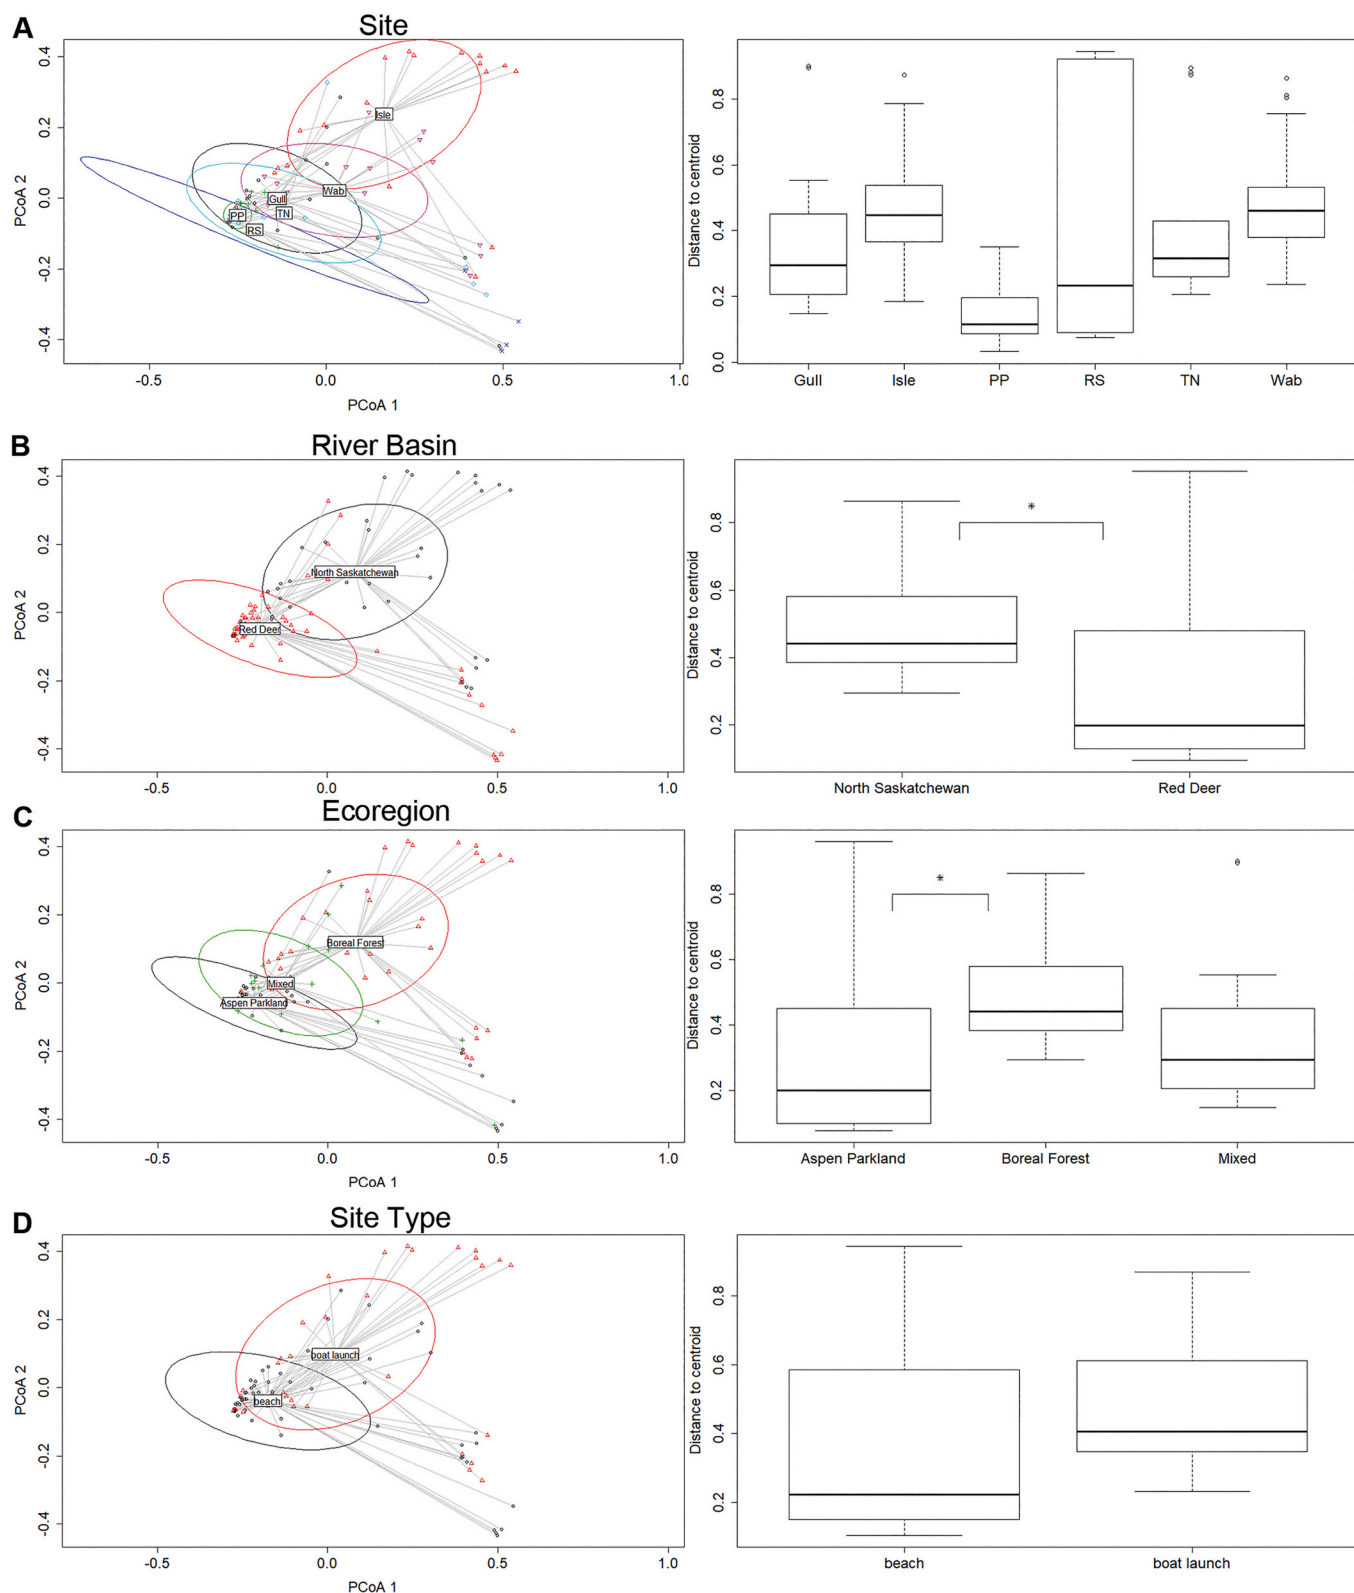 A
Site
0.4
0.2
0.0
-0.2
-0.4
PCoA 2
Isle
Wab
Gull
TN
PP
RS
-0.5
0.0
0.5
1.0
PCoA 1
Distance to centroid
0.8
0.6
0.4
0.2
0.0
Gull
Isle
PP
RS
TN
Wab
B
River Basin
0.4
0.2
0.0
-0.2
-0.4
PCoA 2
North Saskatchewan
Red Deer
-0.5
0.0
0.5
1.0
PCoA 1
Distance to centroid
0.8
0.6
0.4
0.2
*
North Saskatchewan
Red Deer
C
Ecoregion
0.4
0.2
0.0
-0.2
-0.4
PCoA 2
Boreal Forest
Mixed
Aspen Parkland
-0.5
0.0
0.5
1.0
PCoA 1
Distance to centroid
0.8
0.6
0.4
0.2
*
Aspen Parkland
Boreal Forest
Mixed
D
Site Type
0.4
0.2
0.0
-0.2
-0.4
PCoA 2
boat launch
beach
-0.5
0.0
0.5
1.0
PCoA 1
Distance to centroid
0.8
0.6
0.4
0.2
beach
boat launch